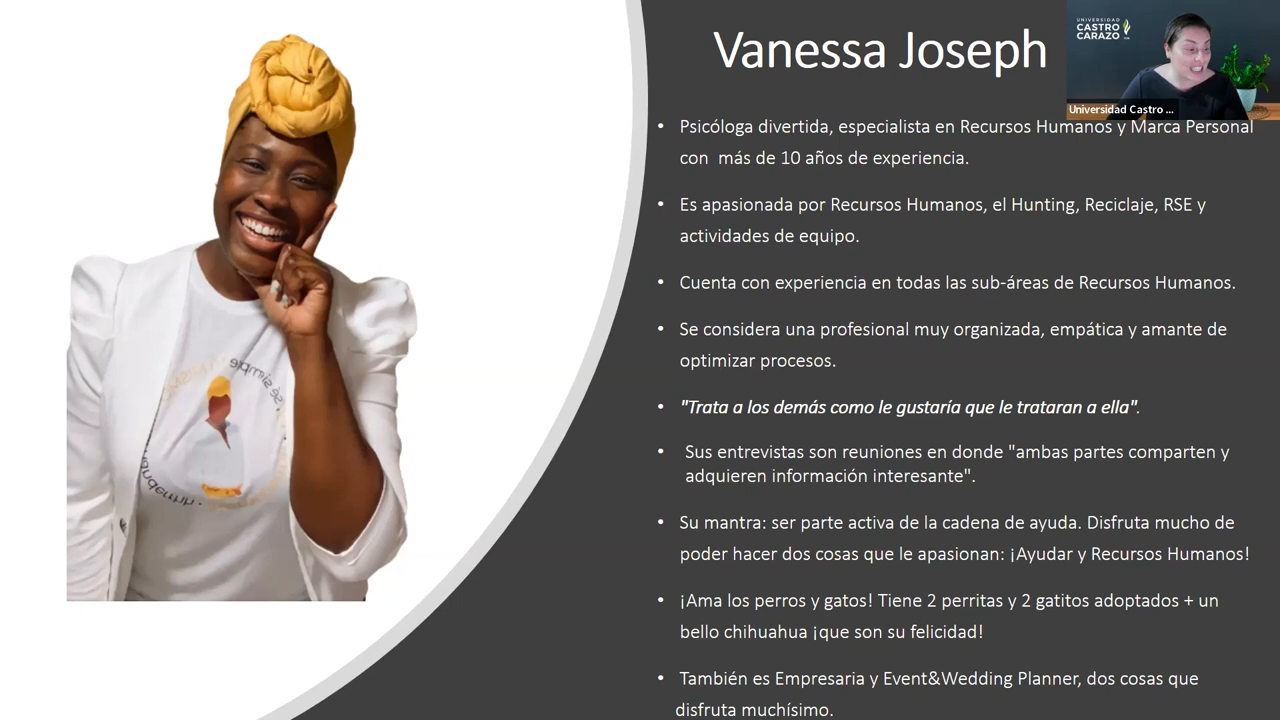 Vanessa Joseph
UNIVERSIDAD
CASTRO
CARAZO
Universidad Castro ...
• Psicóloga divertida, especialista en Recursos Humanos y Marca Personal
con más de 10 años de experiencia.
• Es apasionada por Recursos Humanos, el Hunting, Reciclaje, RSE y
actividades de equipo.
• Cuenta con experiencia en todas las sub-áreas de Recursos Humanos.
• Se considera una profesional muy organizada, empática y amante de
optimizar procesos.
• "Trata a los demás como le gustaría que le trataran a ella".
• Sus entrevistas son reuniones en donde "ambas partes comparten y
adquieren información interesante".
• Su mantra: ser parte activa de la cadena de ayuda. Disfruta mucho de
poder hacer dos cosas que le apasionan: ¡Ayudar y Recursos Humanos!
• ¡Ama los perros y gatos! Tiene 2 perritas y 2 gatitos adoptados + un
bello chihuahua ¡que son su felicidad!
• También es Empresaria y Event&Wedding Planner, dos cosas que
disfruta muchísimo.
sé simple